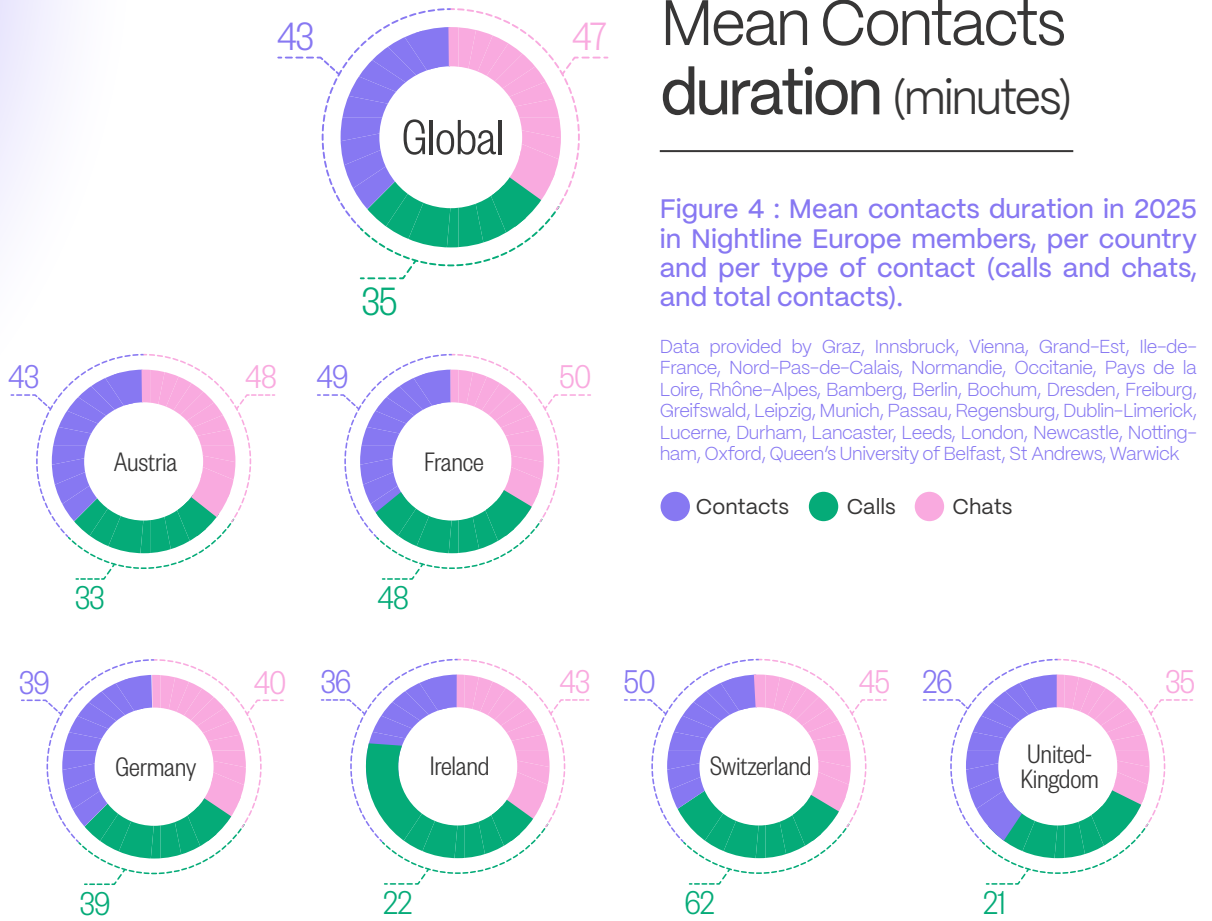 Mean Contacts
duration (minutes)
Figure 4 : Mean contacts duration in 2025
in Nightline Europe members, per country
and per type of contact (calls and chats,
and total contacts).
Data provided by Graz, Innsbruck, Vienna, Grand-Est, Ile-de-
France, Nord-Pas-de-Calais, Normandie, Occitanie, Pays de la
Loire, Rhône-Alpes, Bamberg, Berlin, Bochum, Dresden, Freiburg,
Greifswald, Leipzig, Munich, Passau, Regensburg, Dublin-Limerick,
Lucerne, Durham, Lancaster, Leeds, London, Newcastle, Notting-
ham, Oxford, Queen's University of Belfast, St Andrews, Warwick
Contacts
Calls
Chats
43
47
Global
35
43
48
Austria
33
49
50
France
48
39
40
Germany
39
36
43
Ireland
22
50
45
Switzerland
62
26
35
United-
Kingdom
21